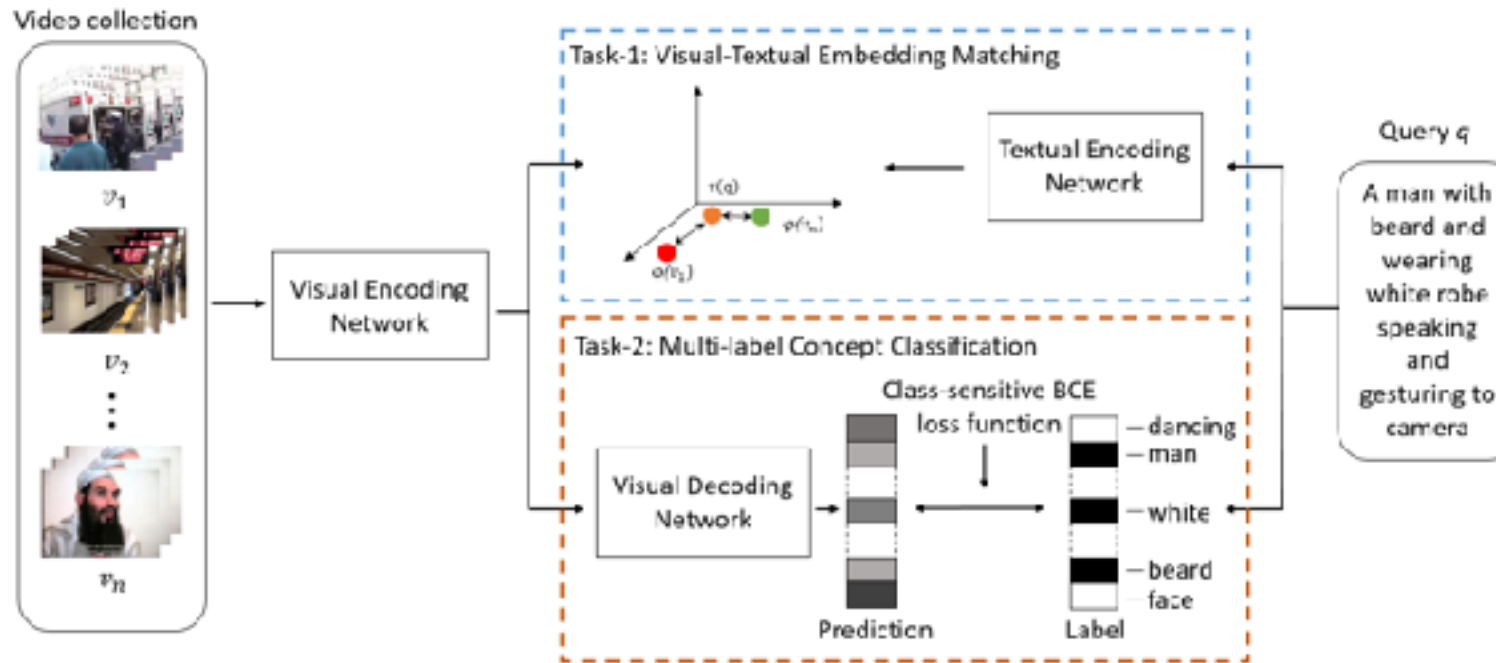 Video collection
v₁
v₂
vₙ
Visual Encoding
Network
Task-1: Visual-Textual Embedding Matching
τ(q)
Textual Encoding
Network
Task-2: Multi-label Concept Classification
Class-sensitive BCE
loss function
Visual Decoding
Network
Prediction
Label
dancing
man
white
beard
face
Query q
A man with
beard and
wearing
white robe
speaking
and
gesturing to
camera